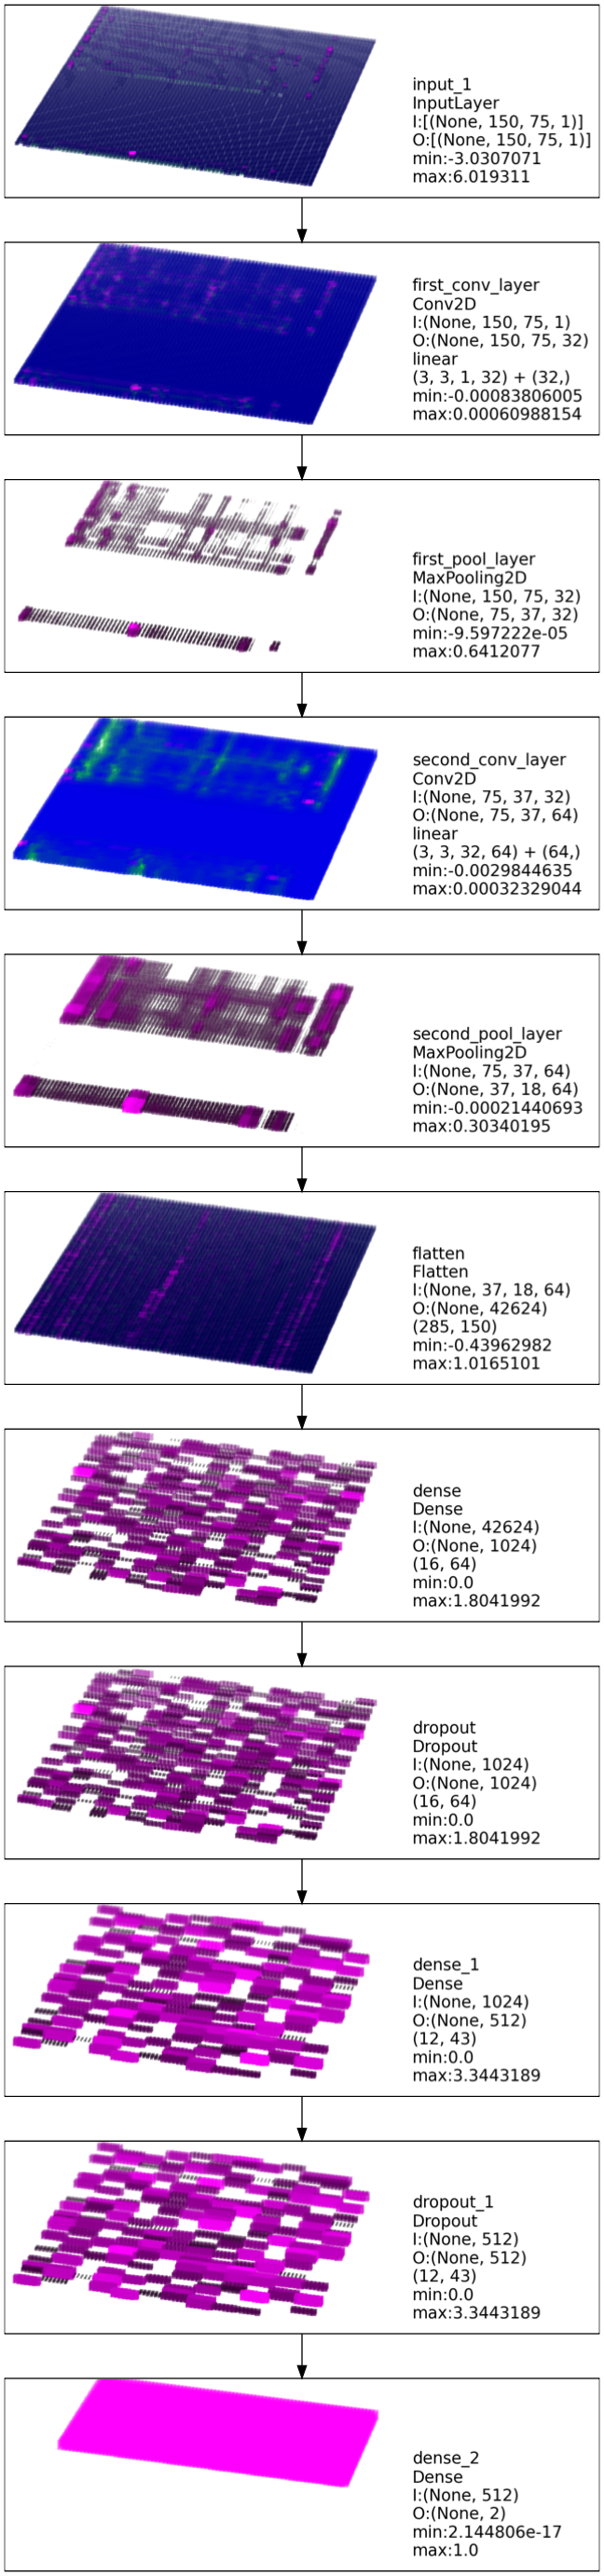 input_1
InputLayer
I:[(None, 150, 75, 1)]
O:[(None, 150, 75, 1)]
min:-3.0307071
max:6.019311
first_conv_layer
Conv2D
I:(None, 150, 75, 1)
O:(None, 150, 75, 32)
linear
(3, 3, 1, 32) + (32,)
min:-0.00083806005
max:0.00060988154
first_pool_layer
MaxPooling2D
I:(None, 150, 75, 32)
O:(None, 75, 37, 32)
min:-9.597222e-05
max:0.6412077
second_conv_layer
Conv2D
I:(None, 75, 37, 32)
O:(None, 75, 37, 64)
linear
(3, 3, 32, 64) + (64,)
min:-0.0029844635
max:0.00032329044
second_pool_layer
MaxPooling2D
I:(None, 75, 37, 64)
O:(None, 37, 18, 64)
min:-0.00021440693
max:0.30340195
flatten
Flatten
I:(None, 37, 18, 64)
O:(None, 42624)
(285, 150)
min:-0.43962982
max:1.0165101
dense
Dense
I:(None, 42624)
O:(None, 1024)
(16, 64)
min:0.0
max:1.8041992
dropout
Dropout
I:(None, 1024)
O:(None, 1024)
(16, 64)
min:0.0
max:1.8041992
dense_1
Dense
I:(None, 1024)
O:(None, 512)
(12, 43)
min:0.0
max:3.3443189
dropout_1
Dropout
I:(None, 512)
O:(None, 512)
(12, 43)
min:0.0
max:3.3443189
dense_2
Dense
I:(None, 512)
O:(None, 2)
min:2.144806e-17
max:1.0